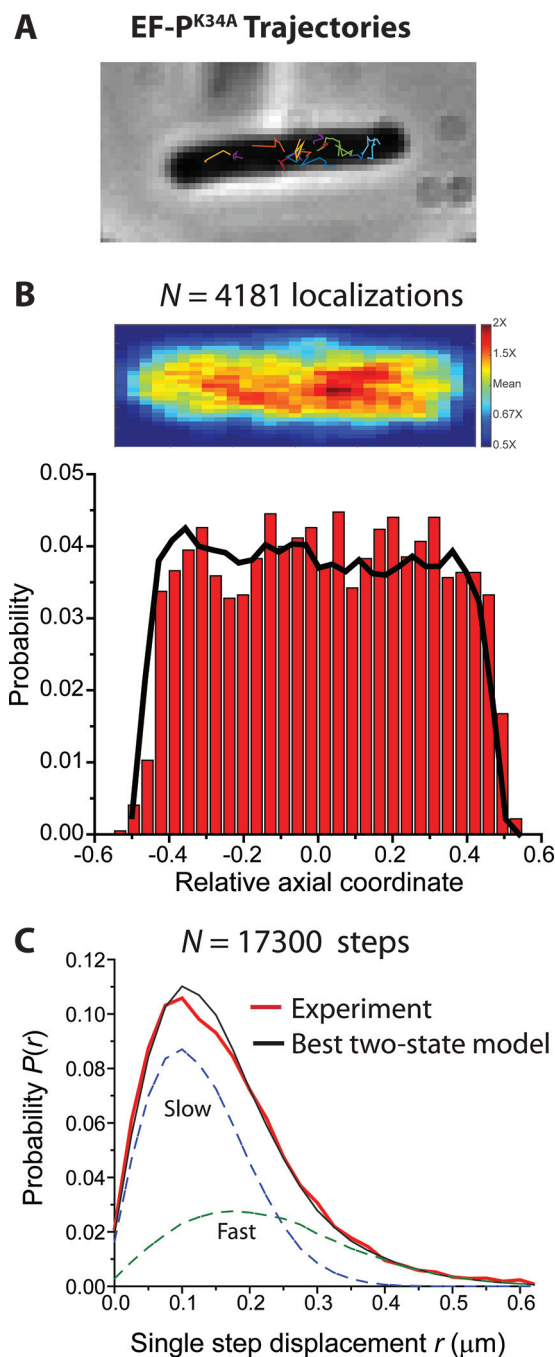 A
EF-P^K34A Trajectories
B
N = 4181 localizations
2X
1.5X
Mean
0.67X
0.5X
0.05
0.04
0.03
0.02
0.01
0.00
Probability
-0.6 -0.4 -0.2 0.0 0.2 0.4 0.6
Relative axial coordinate
C
N = 17300 steps
0.12
0.10
0.08
0.06
0.04
0.02
0.00
Probability P(r)
Experiment
Best two-state model
Slow
Fast
0.0 0.1 0.2 0.3 0.4 0.5 0.6
Single step displacement r (μm)